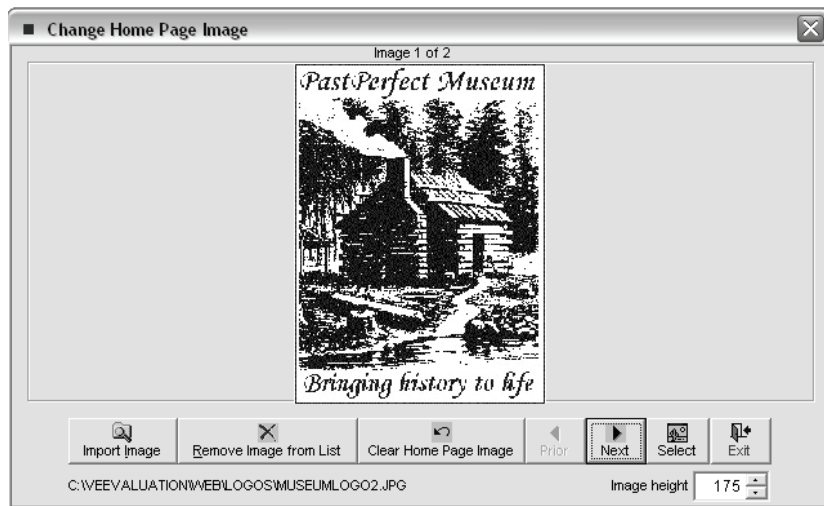 Change Home Page Image
Image 1 of 2
PastPerfect Museum
Bringing history to life
Import Image Remove Image from List Clear Home Page Image Prior Next Select Exit
C:\VEEVALUATION\WEB\LOGOS\MUSEUMLOGO2.JPG Image height 175